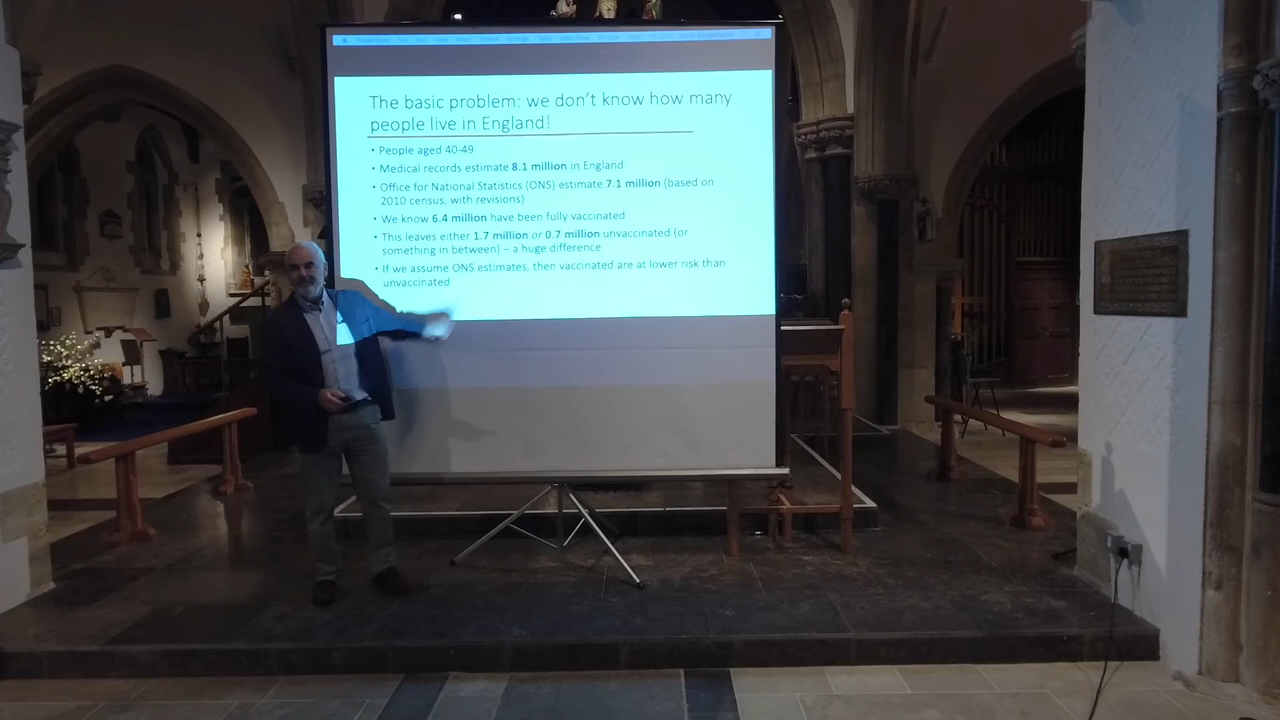 The basic problem: we don't know how many
people live in England!
• People aged 40-49
• Medical records estimate 8.1 million in England
• Office for National Statistics (ONS) estimate 7.1 million (based on
2010 census, with revisions)
• We know 6.4 million have been fully vaccinated
• This leaves either 1.7 million or 0.7 million unvaccinated (or
something in between) – a huge difference
• If we assume ONS estimates, then vaccinated are at lower risk than
unvaccinated